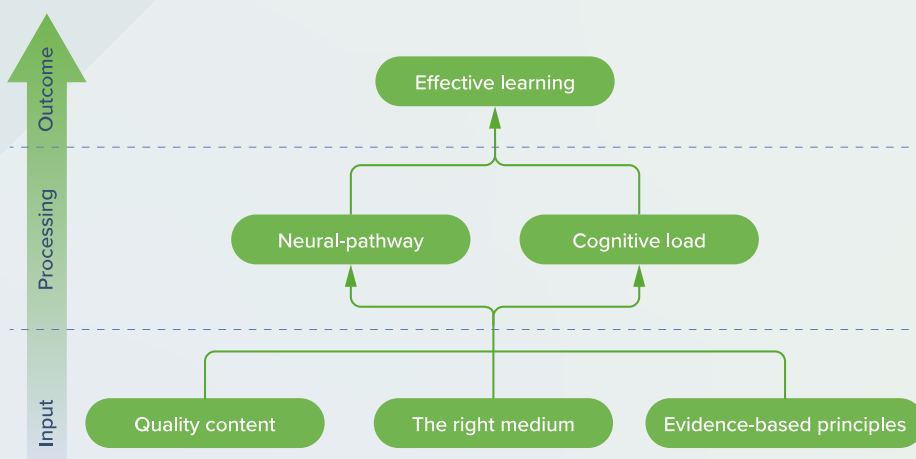 Outcome
Effective learning
Processing
Neural-pathway
Cognitive load
Input
Quality content
The right medium
Evidence-based principles